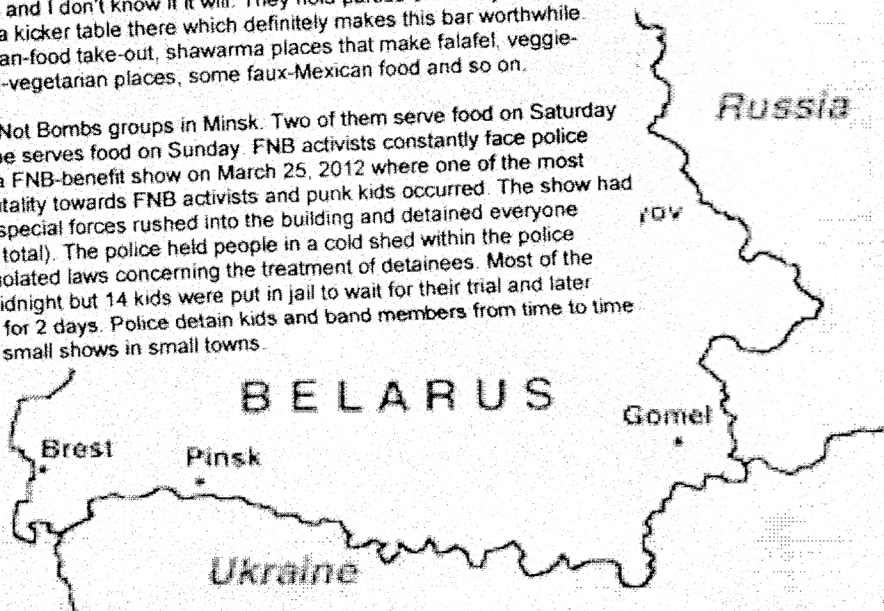 and I don't know if it will. They hold
a kicker table there which definitely makes this bar worthwhile.
an-food take-out, shawarma places that make falafel, veggie-
-vegetarian places, some faux-Mexican food and so on.
Not Bombs groups in Minsk. Two of them serve food on Saturday
e serves food on Sunday. FNB activists constantly face police
a FNB-benefit show on March 25, 2012 where one of the most
tality towards FNB activists and punk kids occurred. The show had
special forces rushed into the building and detained everyone
total). The police held people in a cold shed within the police
olated laws concerning the treatment of detainees. Most of the
idnight but 14 kids were put in jail to wait for their trial and later
for 2 days. Police detain kids and band members from time to time
small shows in small towns.
Russia
BELARUS
Gomel
Brest
Pinsk
Ukraine